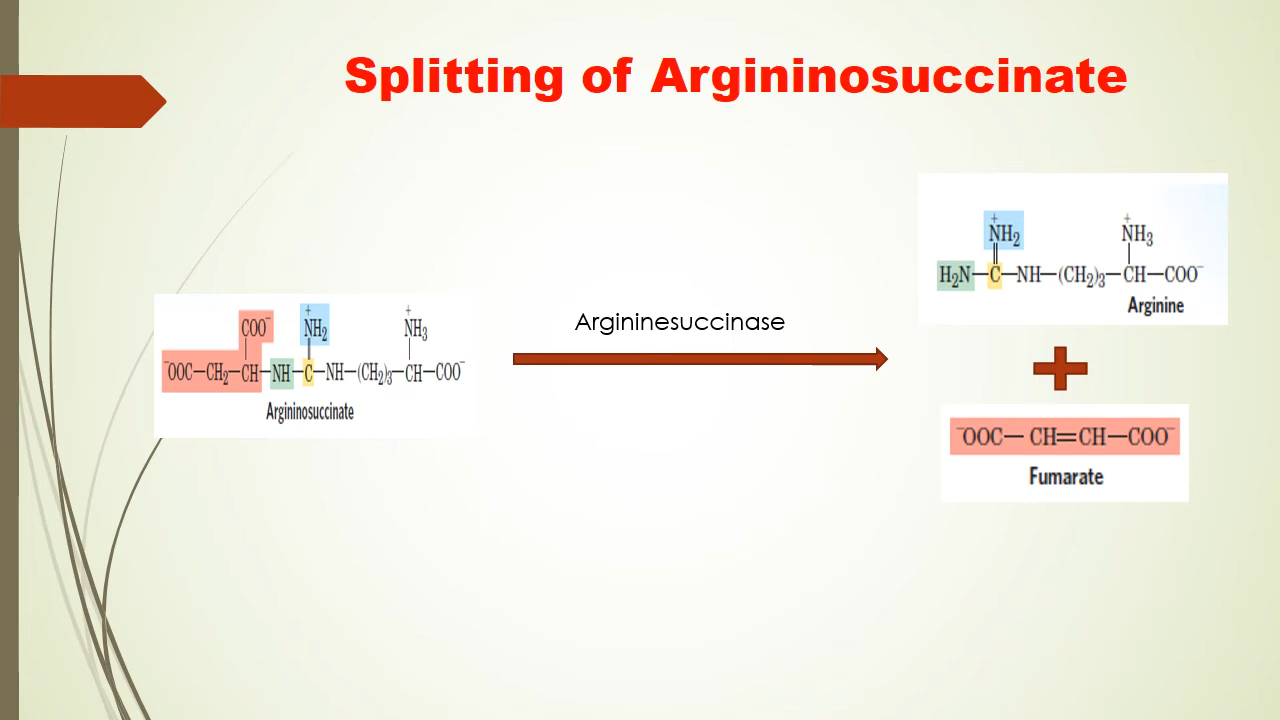 Splitting of Argininosuccinate
COO⁻
⁺NH₂
⁺NH₃
⁻OOC—CH₂—CH—NH—C—NH—(CH₂)₃—CH—COO⁻
Argininosuccinate
Argininesuccinase
⁺NH₂
⁺NH₃
H₂N—C—NH—(CH₂)₃—CH—COO⁻
Arginine
⁻OOC— CH=CH—COO⁻
Fumarate